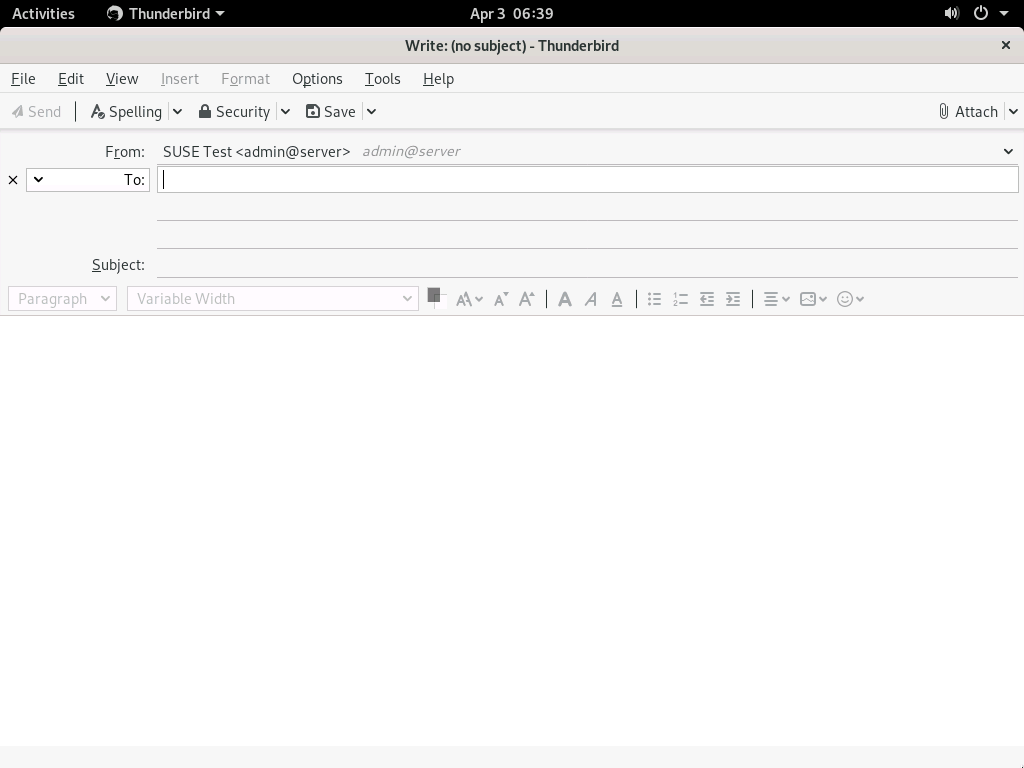 Activities Thunderbird Apr 3 06:39
Write: (no subject) - Thunderbird
File Edit View Insert Format Options Tools Help
Send Spelling Security Save Attach
From: SUSE Test <admin@server> admin@server
To:
Subject:
Paragraph Variable Width